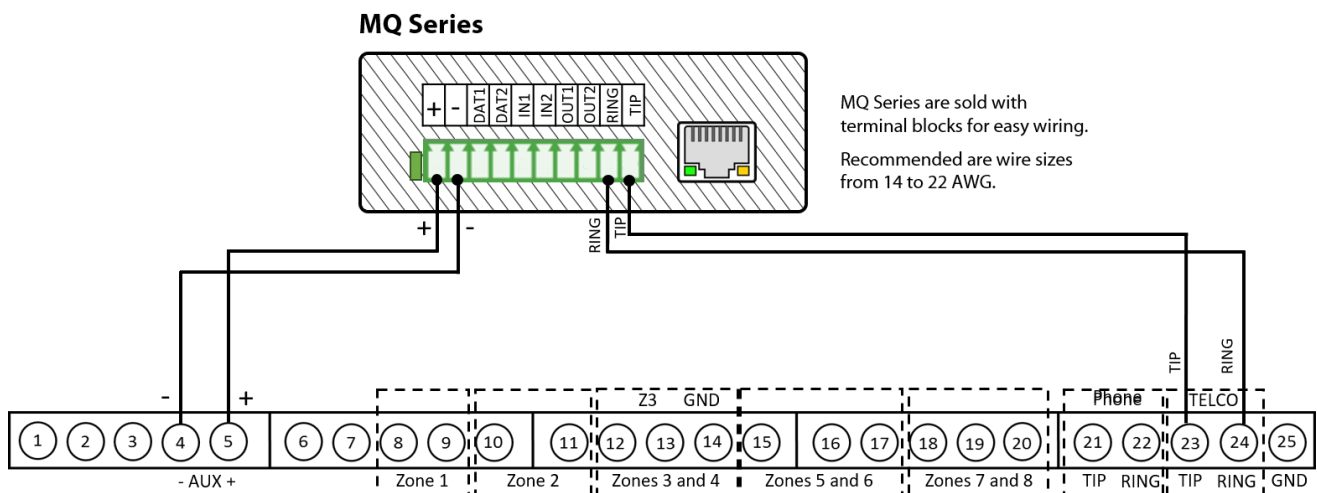 MQ Series
+ - DAT1 DAT2 IN1 IN2 OUT1 OUT2 RING TIP
MQ Series are sold with
terminal blocks for easy wiring.
Recommended are wire sizes
from 14 to 22 AWG.
+ - RING TIP
TIP RING
- +
Z3 GND Phone TELCO
1 2 3 4 5 6 7 8 9 10 11 12 13 14 15 16 17 18 19 20 21 22 23 24 25
- AUX + Zone 1 Zone 2 Zones 3 and 4 Zones 5 and 6 Zones 7 and 8 TIP RING TIP RING GND